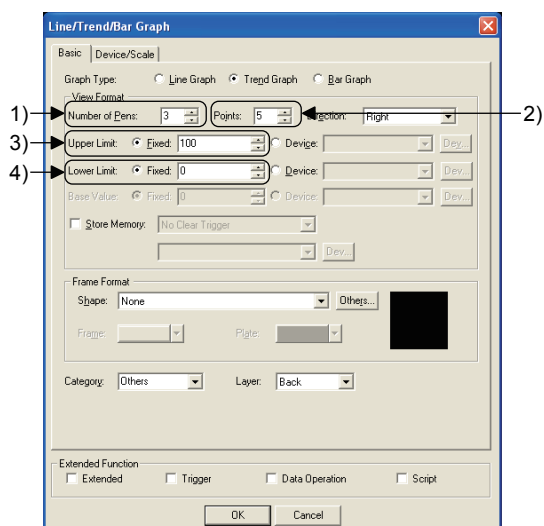 Line/Trend/Bar Graph
Basic Device/Scale
Graph Type: Line Graph Trend Graph Bar Graph
View Format
1) Number of Pens: 3 Points: 5 Direction: Right 2)
3) Upper Limit: Fixed: 100 Device: Dev...
4) Lower Limit: Fixed: 0 Device: Dev...
Base Value: Fixed: 0 Device: Dev...
Store Memory: No Clear Trigger
Dev...
Frame Format
Shape: None Others...
Frame: Plate:
Category: Others Layer: Back
Extended Function
Extended Trigger Data Operation Script
OK Cancel